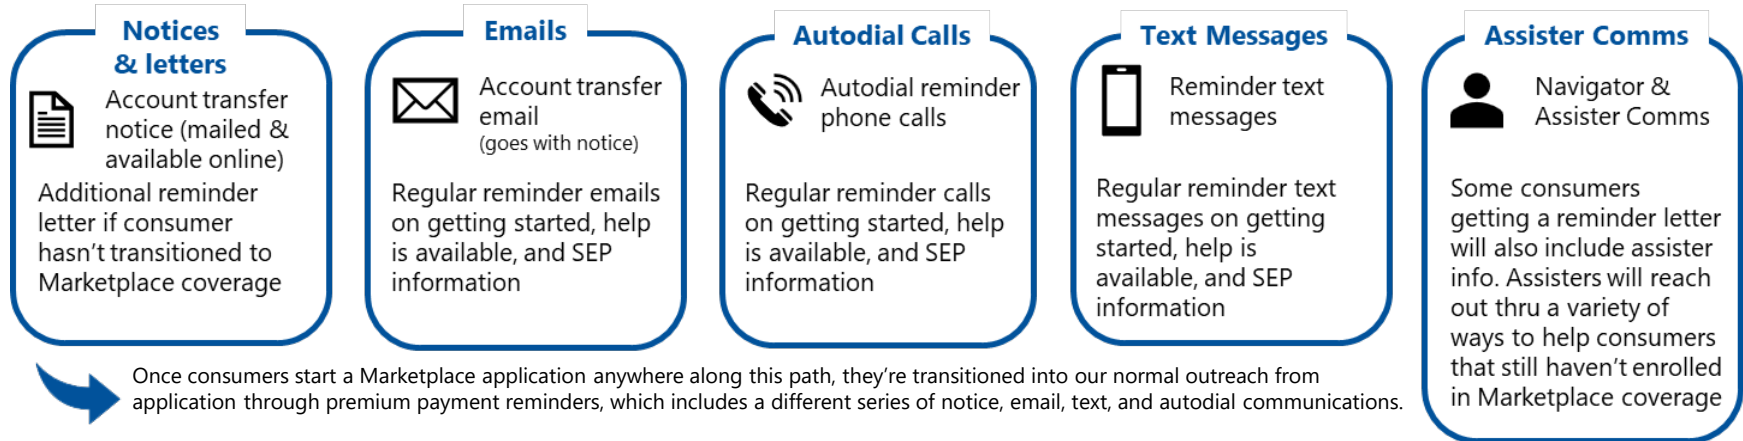 Notices
& letters
Account transfer
notice (mailed &
available online)
Additional reminder
letter if consumer
hasn't transitioned to
Marketplace coverage
Emails
Account transfer
email
(goes with notice)
Regular reminder emails
on getting started, help
is available, and SEP
information
Autodial Calls
Autodial reminder
phone calls
Regular reminder calls
on getting started, help
is available, and SEP
information
Text Messages
Reminder text
messages
Regular reminder text
messages on getting
started, help is
available, and SEP
information
Assister Comms
Navigator &
Assister Comms
Some consumers
getting a reminder letter
will also include assister
info. Assisters will reach
out thru a variety of
ways to help consumers
that still haven't enrolled
in Marketplace coverage
Once consumers start a Marketplace application anywhere along this path, they're transitioned into our normal outreach from
application through premium payment reminders, which includes a different series of notice, email, text, and autodial communications.